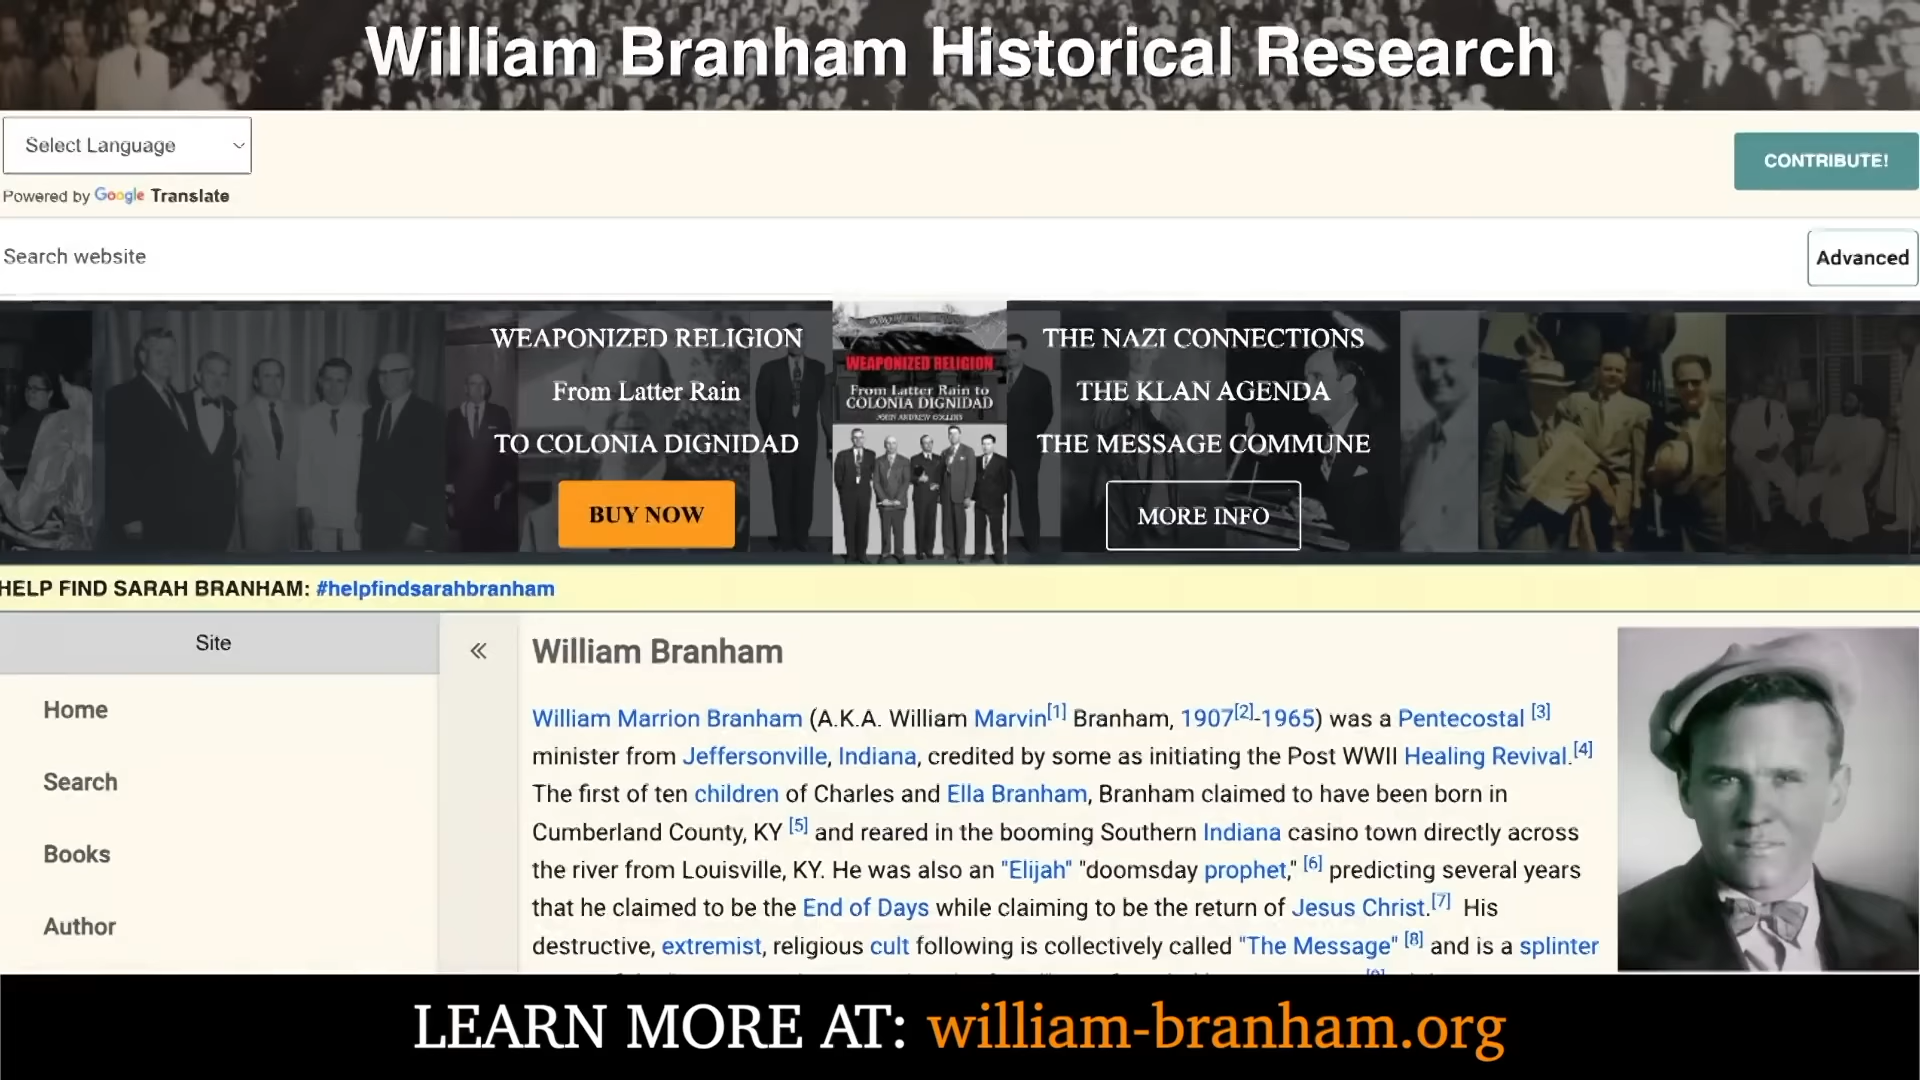 William Branham Historical Research
Select Language
CONTRIBUTE!
Powered by Google Translate
Search website
Advanced
WEAPONIZED RELIGION
From Latter Rain
TO COLONIA DIGNIDAD
BUY NOW
WEAPONIZED RELIGION
From Latter Rain to
COLONIA DIGNIDAD
JOHN ANDREW COLLINS
THE NAZI CONNECTIONS
THE KLAN AGENDA
THE MESSAGE COMMUNE
MORE INFO
HELP FIND SARAH BRANHAM: #helpfindsarahbranham
Site
Home
Search
Books
Author
«
William Branham
William Marrion Branham (A.K.A. William Marvin[1] Branham, 1907[2]-1965) was a Pentecostal [3]
minister from Jeffersonville, Indiana, credited by some as initiating the Post WWII Healing Revival.[4]
The first of ten children of Charles and Ella Branham, Branham claimed to have been born in
Cumberland County, KY [5] and reared in the booming Southern Indiana casino town directly across
the river from Louisville, KY. He was also an "Elijah" "doomsday prophet," [6] predicting several years
that he claimed to be the End of Days while claiming to be the return of Jesus Christ.[7] His
destructive, extremist, religious cult following is collectively called "The Message" [8] and is a splinter
LEARN MORE AT: william-branham.org